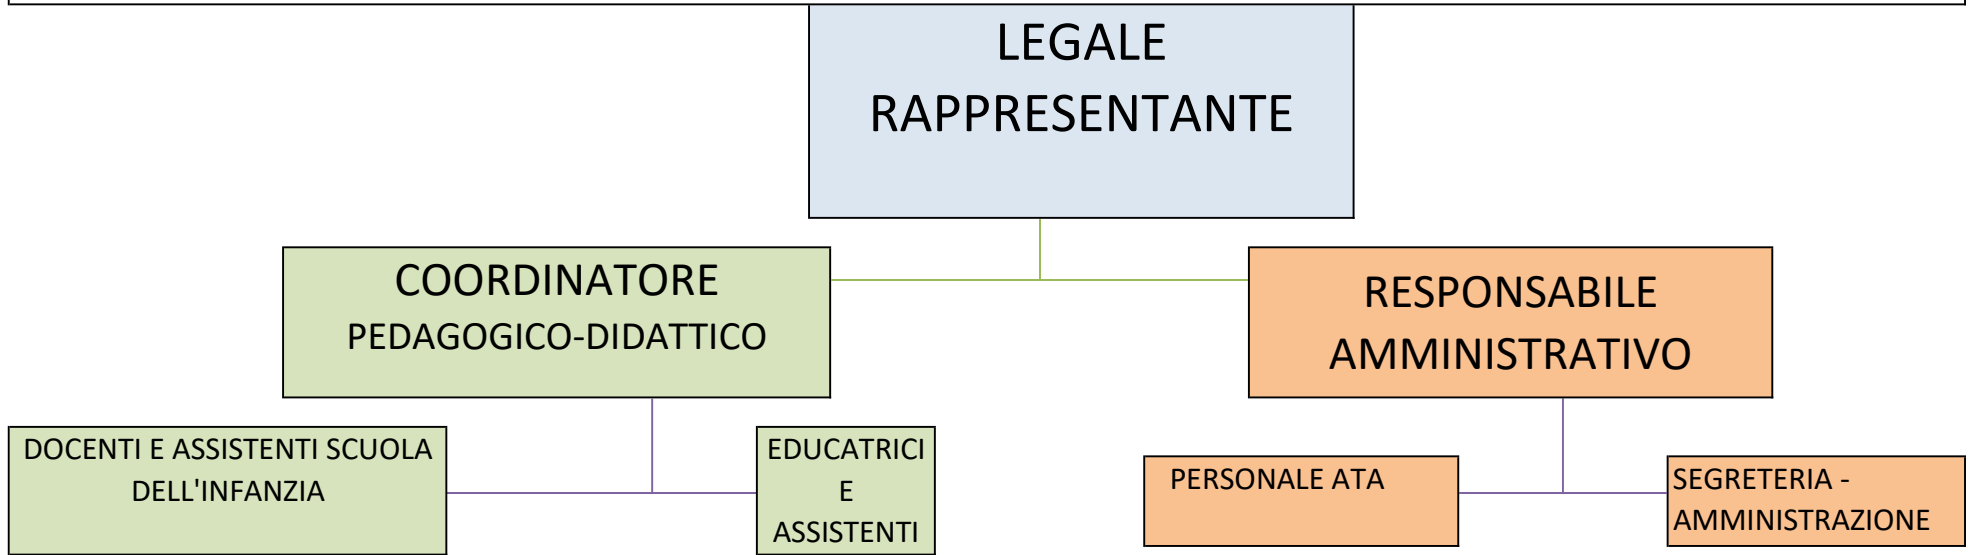 LEGALE
RAPPRESENTANTE
COORDINATORE
PEDAGOGICO-DIDATTICO
RESPONSABILE
AMMINISTRATIVO
DOCENTI E ASSISTENTI SCUOLA
DELL'INFANZIA
EDUCATRICI
E
ASSISTENTI
PERSONALE ATA
SEGRETERIA -
AMMINISTRAZIONE